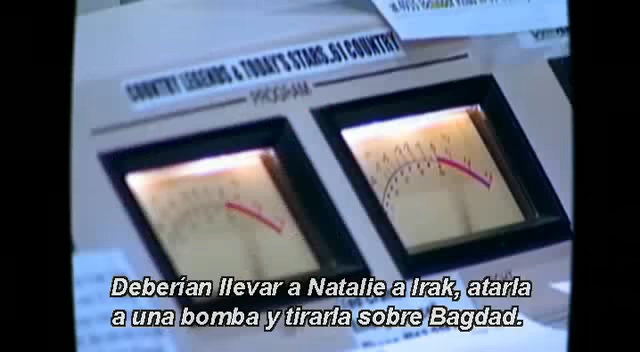 COUNTRY LEGENDS & TODAY'S STARS..61 COUNTRY
PROGRAM
Deberían llevar a Natalie a Irak, atarla
a una bomba y tirarla sobre Bagdad.